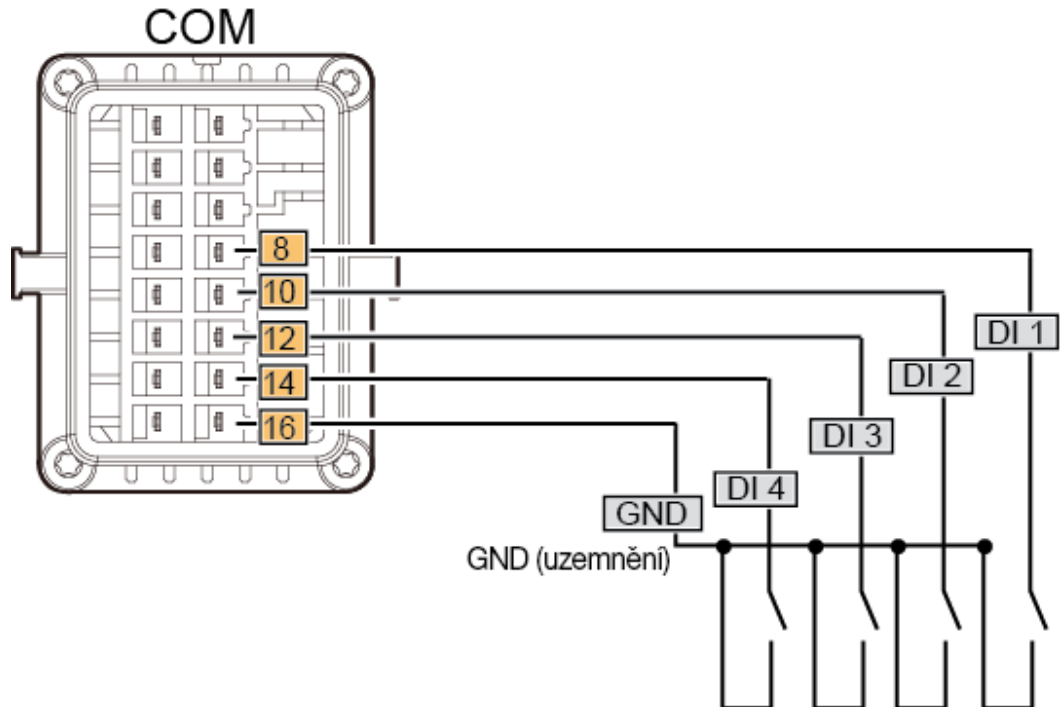 COM
8
10
12
14
16
DI 1
DI 2
DI 3
DI 4
GND
GND (uzemnění)